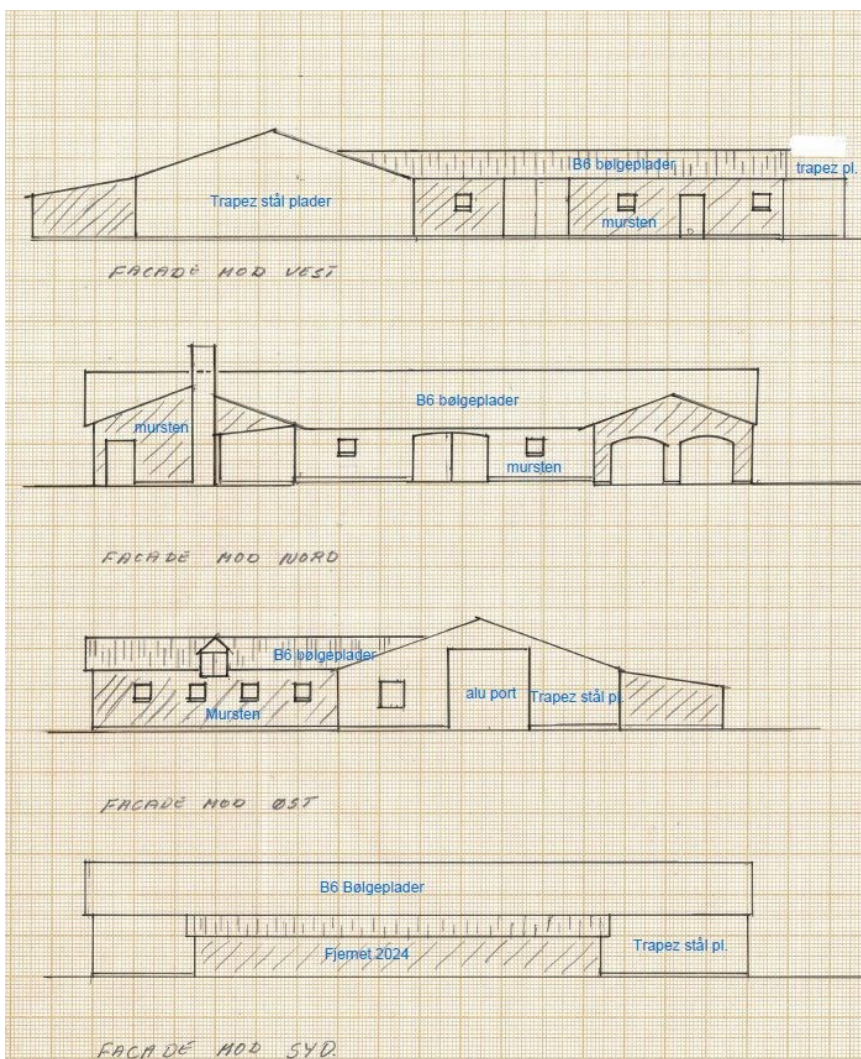 B6 bølgeplader
trapez pl.
Trapez stål plader
mursten
FACADE MOD VEST
B6 bølgeplader
mursten
mursten
FACADE MOD NORD
B6 bølgeplader
alu port
Trapez stål pl.
Mursten
FACADE MOD ØST
B6 Bølgeplader
Fjernet 2024
Trapez stål pl.
FACADE MOD SYD.